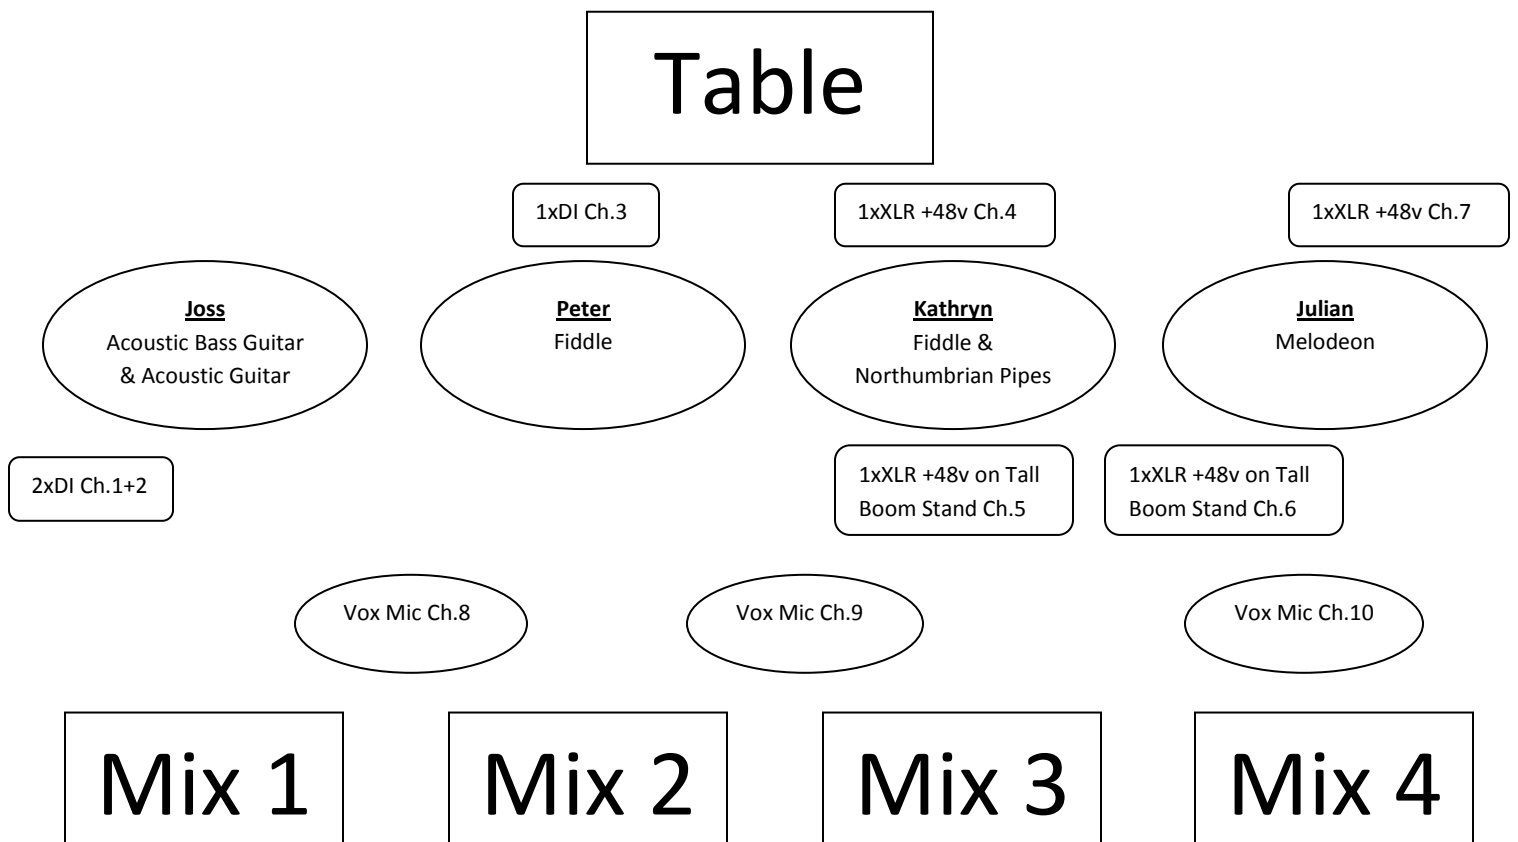 Table
1xDI Ch.3
1xXLR +48v Ch.4
1xXLR +48v Ch.7
Joss
Acoustic Bass Guitar
& Acoustic Guitar
Peter
Fiddle
Kathryn
Fiddle &
Northumbrian Pipes
Julian
Melodeon
2xDI Ch.1+2
1xXLR +48v on Tall
Boom Stand Ch.5
1xXLR +48v on Tall
Boom Stand Ch.6
Vox Mic Ch.8
Vox Mic Ch.9
Vox Mic Ch.10
Mix 1
Mix 2
Mix 3
Mix 4